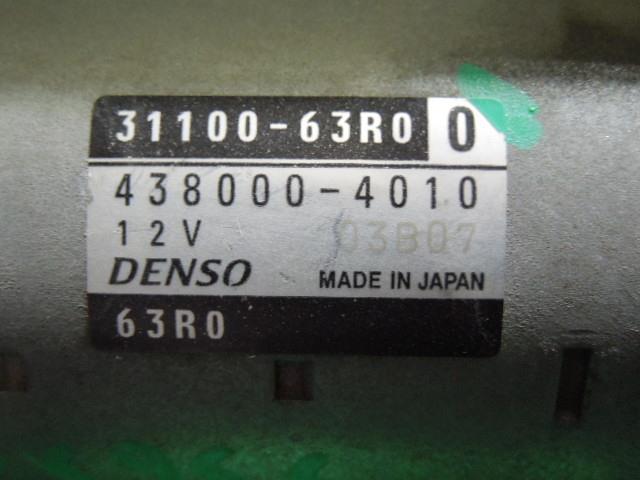 31100-63R0 0
438000-4010
12V 03B07
DENSO MADE IN JAPAN
63R0